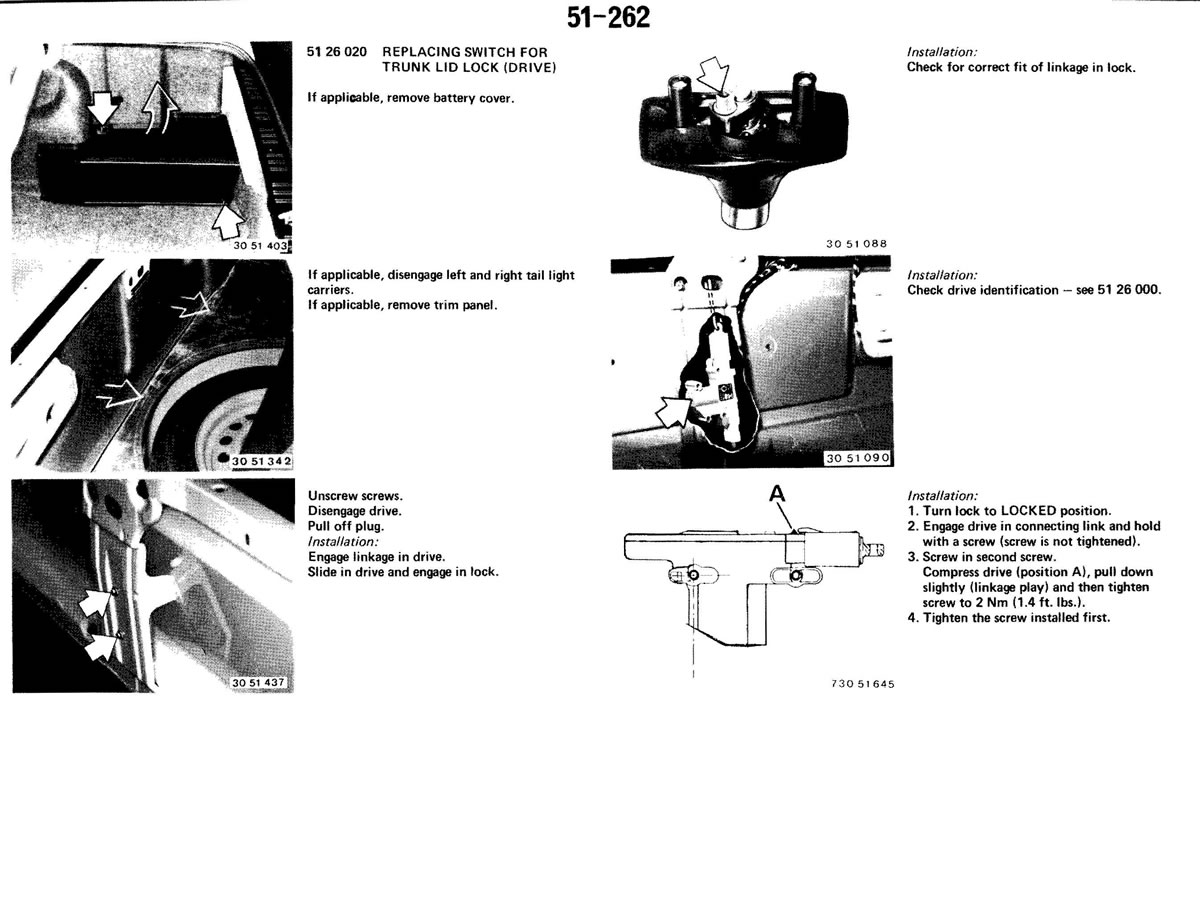 51-262
51 26 020 REPLACING SWITCH FOR
TRUNK LID LOCK (DRIVE)
If applicable, remove battery cover.
30 51 403
If applicable, disengage left and right tail light
carriers.
If applicable, remove trim panel.
30 51 342
Unscrew screws.
Disengage drive.
Pull off plug.
Installation:
Engage linkage in drive.
Slide in drive and engage in lock.
30 51 437
Installation:
Check for correct fit of linkage in lock.
30 51 088
Installation:
Check drive identification – see 51 26 000.
30 51 090
A
Installation:
1. Turn lock to LOCKED position.
2. Engage drive in connecting link and hold
with a screw (screw is not tightened).
3. Screw in second screw.
Compress drive (position A), pull down
slightly (linkage play) and then tighten
screw to 2 Nm (1.4 ft. lbs.).
4. Tighten the screw installed first.
730 51645